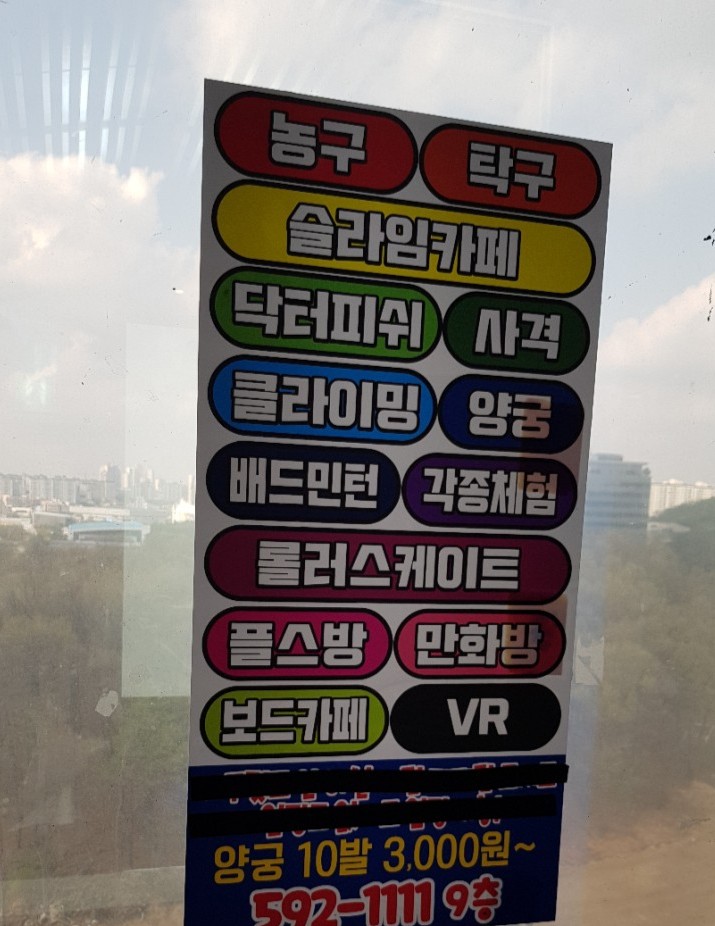 농구 탁구
슬라임카페
닥터피쉬 사격
클라이밍 양궁
배드민턴 각종체험
롤러스케이트
플스방 만화방
보드카페 VR
양궁 10발 3,000원~
592-1111 9층